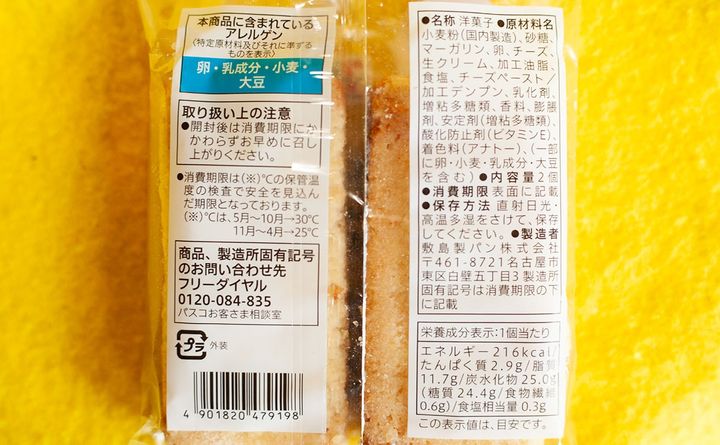 本商品に含まれている
アレルゲン
〈特定原材料及びそれに準ずる
ものを表示〉
卵・乳成分・小麦・
大豆
取り扱い上の注意
●開封後は消費期限にか
かわらずお早めに召し
上がりください。
●消費期限は(※)℃の保管温
度の検査で安全を見込ん
だ期限となっております。
(※)℃は、5月〜10月→30℃
11月〜4月→25℃
商品、製造所固有記号
のお問い合わせ先
フリーダイヤル
0120-084-835
パスコお客さま相談室
プラ 外装
4 901820 479198
●名称 洋菓子 ●原材料名
小麦粉(国内製造)、砂糖、
マーガリン、卵、チーズ、
生クリーム、加工油脂、
食塩、チーズペースト/
加工デンプン、乳化剤、
増粘多糖類、香料、膨脹
剤、安定剤(増粘多糖類)、
酸化防止剤(ビタミンE)、
着色料(アナトー)、(一部
に卵・小麦・乳成分・大豆
を含む) ●内容量 2個
●消費期限 表面に記載
●保存方法 直射日光・
高温多湿をさけて、保存
してください。●製造者
敷島製パン株式会社
〒461-8721名古屋市
東区白壁五丁目3 製造所
固有記号は消費期限の下
に記載
栄養成分表示:1個当たり
エネルギー216kcal/
たんぱく質2.9g/脂質
11.7g/炭水化物25.0g
(糖質24.4g/食物繊維
0.6g)/食塩相当量0.3g
この表示値は、目安です。